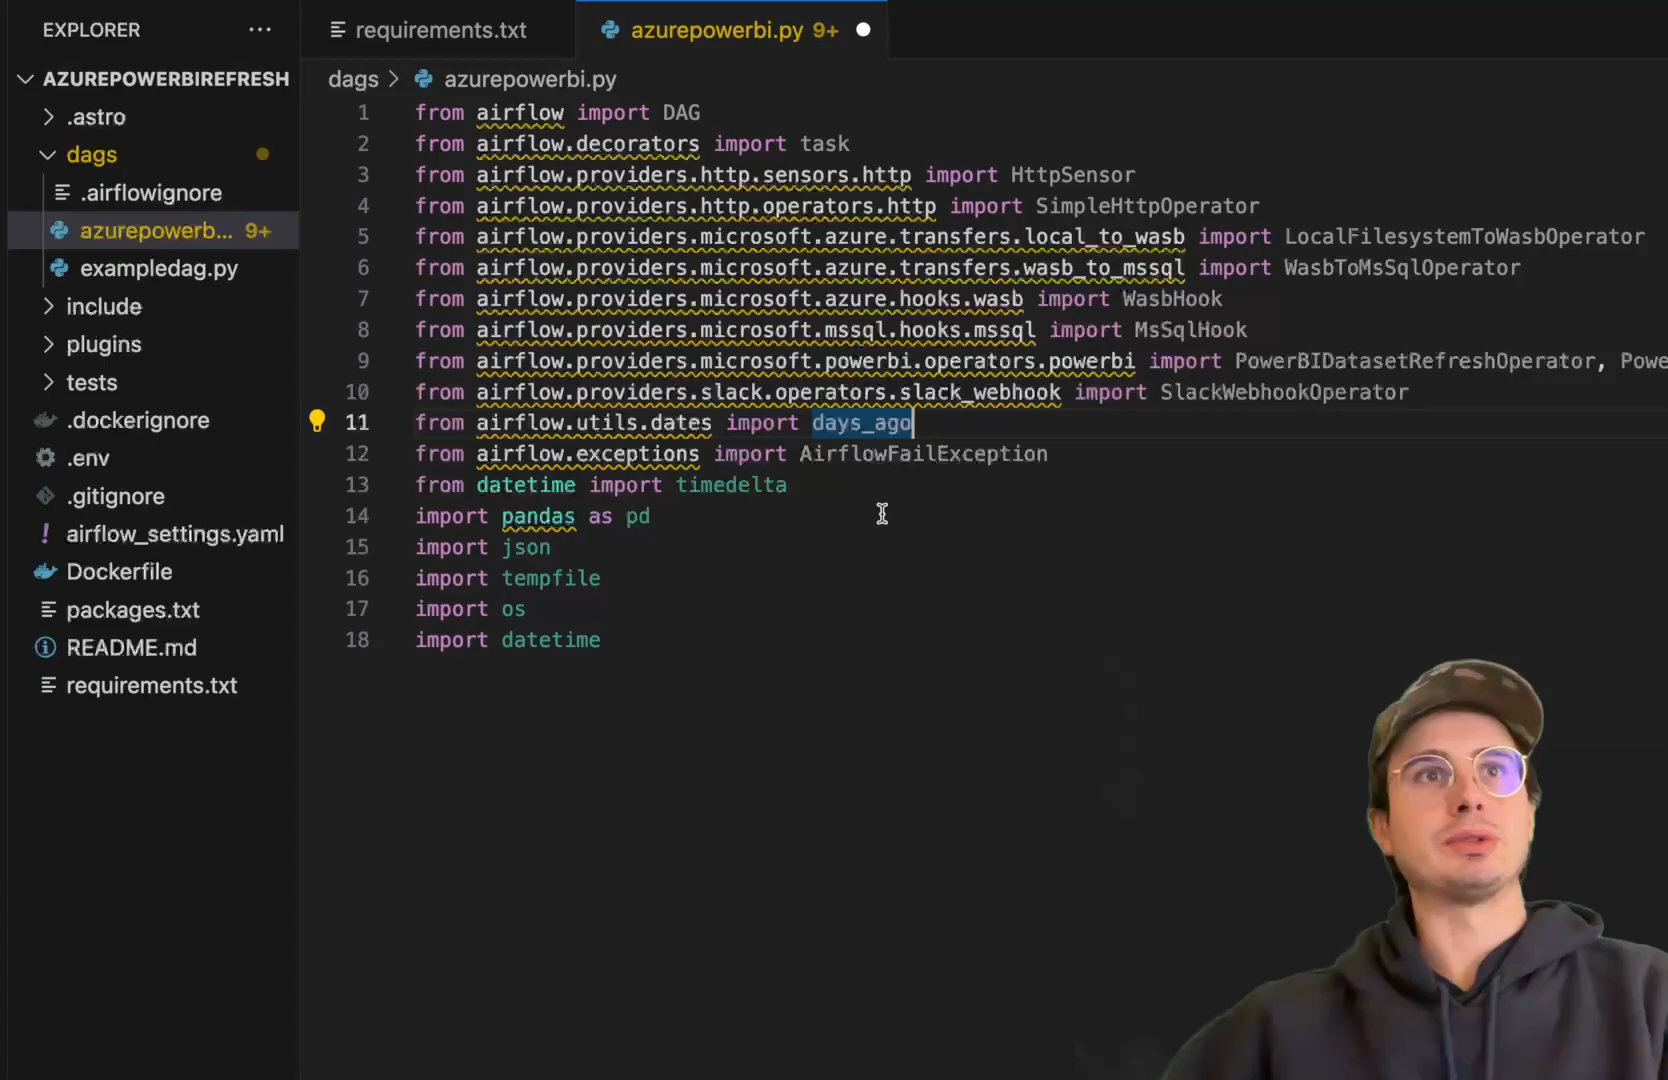 EXPLORER
AZUREPOWERBIREFRESH
.astro
dags
.airflowignore
azurepowerb... 9+
exampledag.py
include
plugins
tests
.dockerignore
.env
.gitignore
airflow_settings.yaml
Dockerfile
packages.txt
README.md
requirements.txt
requirements.txt
azurepowerbi.py 9+
dags > azurepowerbi.py
1 from airflow import DAG
2 from airflow.decorators import task
3 from airflow.providers.http.sensors.http import HttpSensor
4 from airflow.providers.http.operators.http import SimpleHttpOperator
5 from airflow.providers.microsoft.azure.transfers.local_to_wasb import LocalFilesystemToWasbOperator
6 from airflow.providers.microsoft.azure.transfers.wasb_to_mssql import WasbToMsSqlOperator
7 from airflow.providers.microsoft.azure.hooks.wasb import WasbHook
8 from airflow.providers.microsoft.mssql.hooks.mssql import MsSqlHook
9 from airflow.providers.microsoft.powerbi.operators.powerbi import PowerBIDatasetRefreshOperator, Powe
10 from airflow.providers.slack.operators.slack_webhook import SlackWebhookOperator
11 from airflow.utils.dates import days_ago
12 from airflow.exceptions import AirflowFailException
13 from datetime import timedelta
14 import pandas as pd
15 import json
16 import tempfile
17 import os
18 import datetime